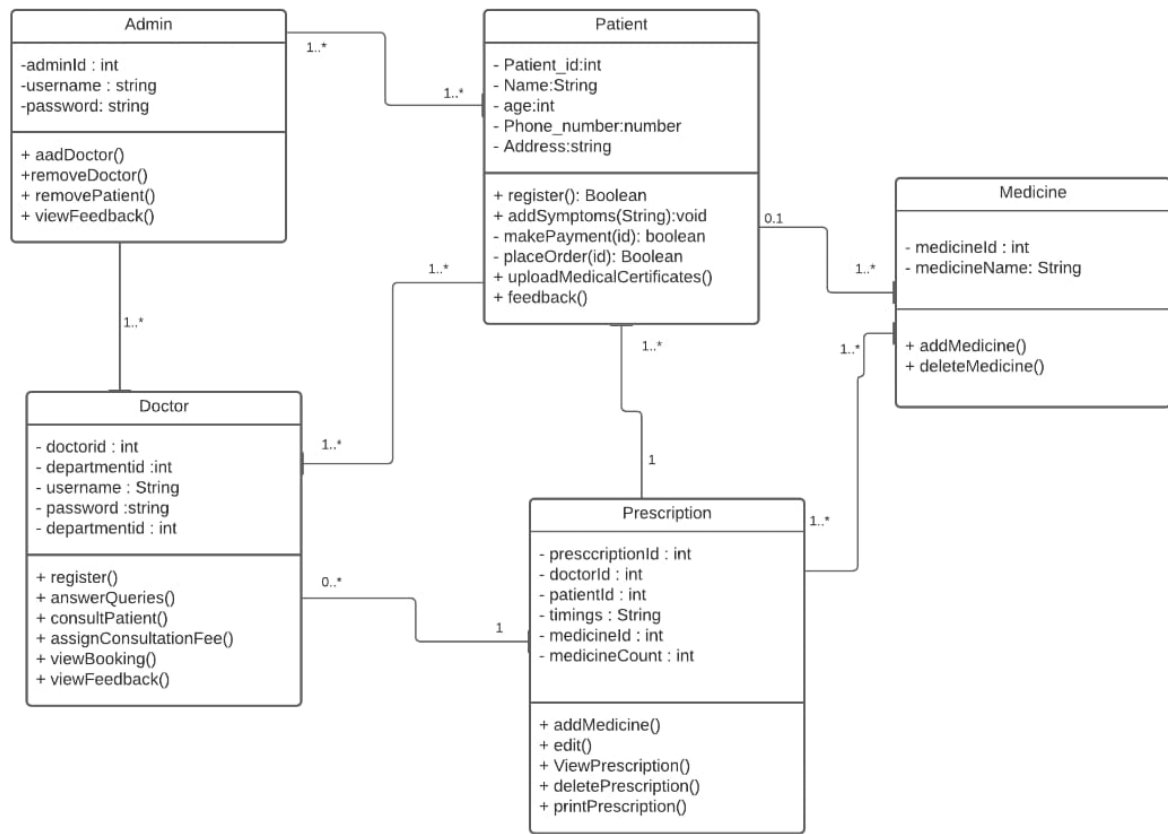 Admin
-adminId : int
-username : string
-password: string
+ aadDoctor()
+removeDoctor()
+ removePatient()
+ viewFeedback()
1..*
1..*
Patient
- Patient_id:int
- Name:String
- age:int
- Phone_number:number
- Address:string
+ register(): Boolean
+ addSymptoms(String):void
- makePayment(id): boolean
- placeOrder(id): Boolean
+ uploadMedicalCertificates()
+ feedback()
0.1
1..*
Medicine
- medicineId : int
- medicineName: String
+ addMedicine()
+ deleteMedicine()
1..*
1..*
1..*
1..*
1..*
1
1..*
Doctor
- doctorid : int
- departmentid :int
- username : String
- password :string
- departmentid : int
+ register()
+ answerQueries()
+ consultPatient()
+ assignConsultationFee()
+ viewBooking()
+ viewFeedback()
0..*
1
Prescription
- presccriptionId : int
- doctorId : int
- patientId : int
- timings : String
- medicineId : int
- medicineCount : int
+ addMedicine()
+ edit()
+ ViewPrescription()
+ deletePrescription()
+ printPrescription()